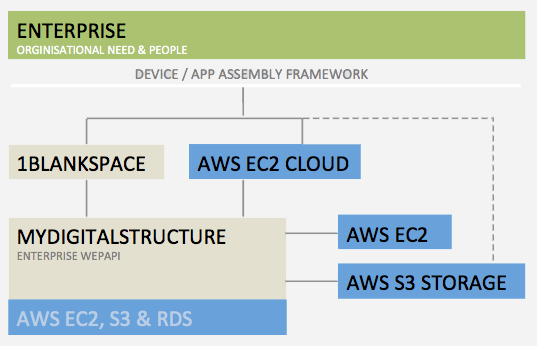 ENTERPRISE
ORGINISATIONAL NEED & PEOPLE
DEVICE / APP ASSEMBLY FRAMEWORK
1BLANKSPACE
AWS EC2 CLOUD
MYDIGITALSTRUCTURE
ENTERPRISE WEPAPI
AWS EC2
AWS S3 STORAGE
AWS EC2, S3 & RDS